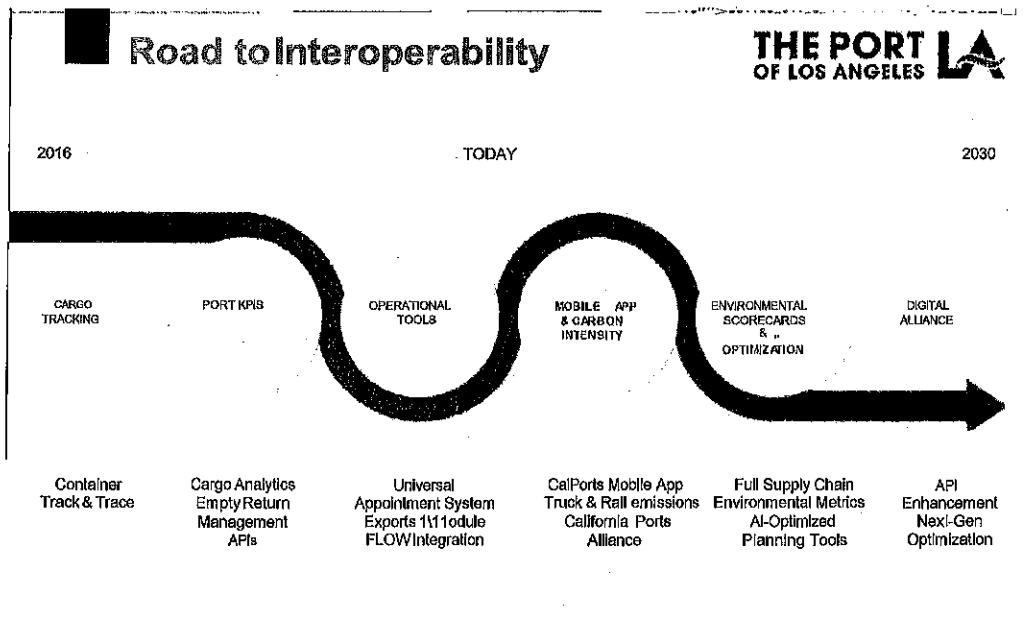 Road to Interoperability
THE PORT
OF LOS ANGELES
LA
2016
TODAY
2030
CARGO
TRACKING
PORT KPIS
OPERATIONAL
TOOLS
MOBILE APP
& CARBON
INTENSITY
ENVIRONMENTAL
SCORECARDS
& „
OPTIMIZATION
DIGITAL
ALLIANCE
Container
Track & Trace
Cargo Analytics
Empty Return
Management
APIs
Universal
Appointment System
Exports 1\11odule
FLOW Integration
CalPorts Mobile App
Truck & Rail emissions
California Ports
Alliance
Full Supply Chain
Environmental Metrics
AI-Optimized
Planning Tools
API
Enhancement
Next-Gen
Optimization